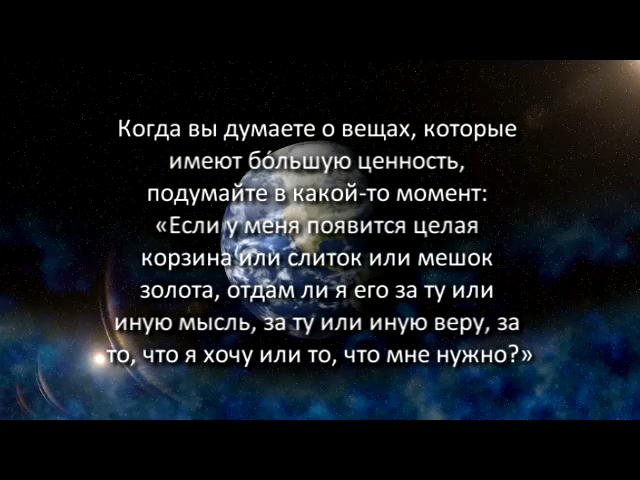 Когда вы думаете о вещах, которые
имеют бо́льшую ценность,
подумайте в какой-то момент:
«Если у меня появится целая
корзина или слиток или мешок
золота, отдам ли я его за ту или
иную мысль, за ту или иную веру, за
то, что я хочу или то, что мне нужно?»